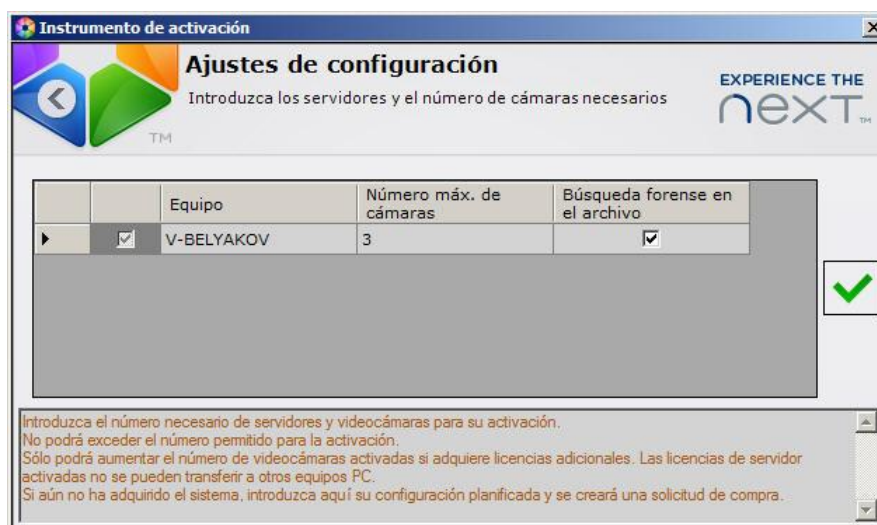 Instrumento de activación
Ajustes de configuración
Introduzca los servidores y el número de cámaras necesarios
EXPERIENCE THE
next TM
TM
Equipo
Número máx. de
cámaras
Búsqueda forense en
el archivo
V-BELYAKOV
3
Introduzca el número necesario de servidores y videocámaras para su activación.
No podrá exceder el número permitido para la activación.
Sólo podrá aumentar el número de videocámaras activadas si adquiere licencias adicionales. Las licencias de servidor
activadas no se pueden transferir a otros equipos PC.
Si aún no ha adquirido el sistema, introduzca aquí su configuración planificada y se creará una solicitud de compra.